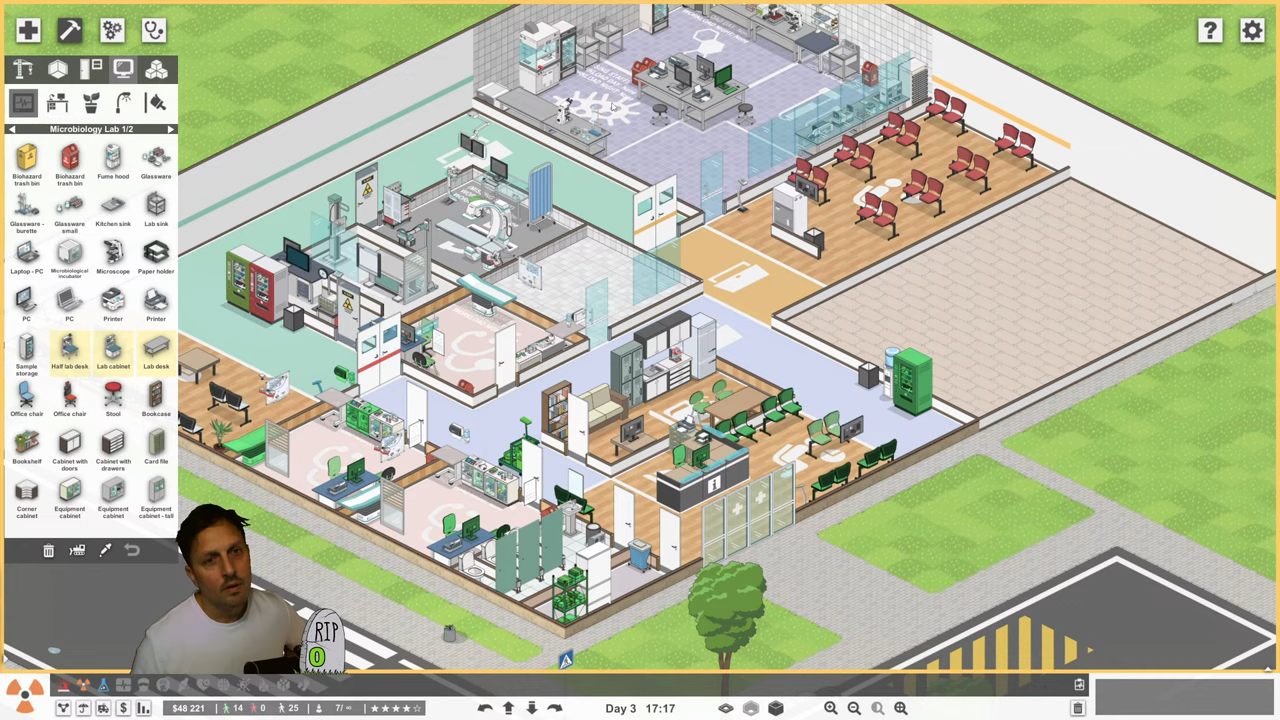 ?
Microbiology Lab 1/2
Biohazard trash bin
Biohazard trash bin
Fume hood
Glassware
Glassware - burette
Glassware small
Kitchen sink
Lab sink
Laptop - PC
Microbiological incubator
Microscope
Paper holder
PC
PC
Printer
Printer
Sample storage
Half lab desk
Lab cabinet
Lab desk
Office chair
Office chair
Stool
Bookcase
Bookshelf
Cabinet with doors
Cabinet with drawers
Card file
Corner cabinet
Equipment cabinet
Equipment cabinet
Equipment cabinet - tall
i
RIP
0
$
$48 221
14
0
25
7/∞
Day 3 17:17